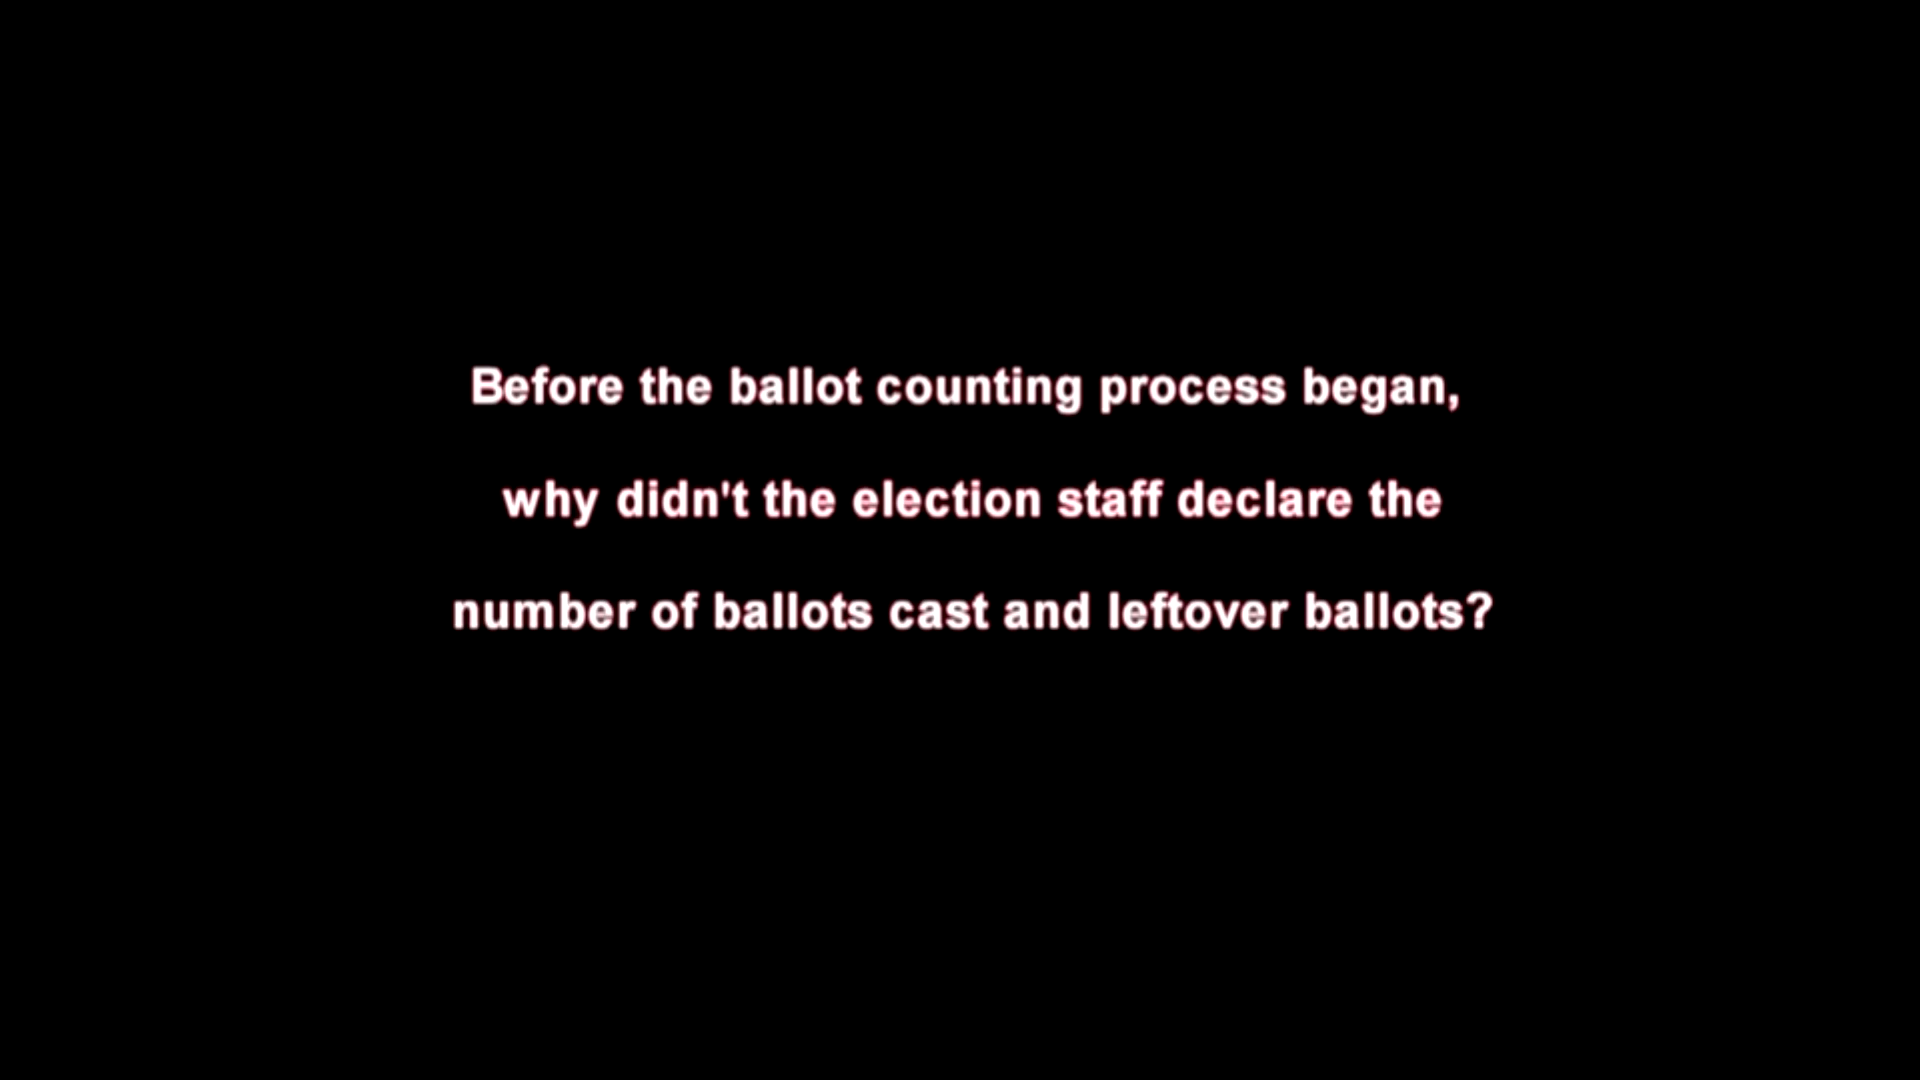 Before the ballot counting process began,
why didn't the election staff declare the
number of ballots cast and leftover ballots?